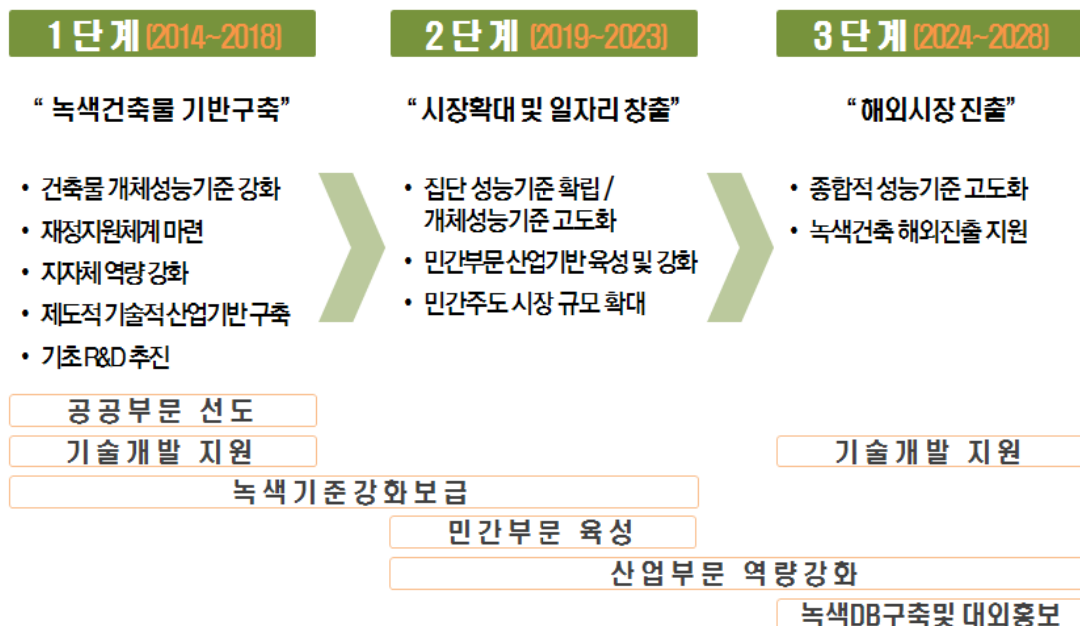 1단계 (2014~2018)
“ 녹색건축물 기반구축”
• 건축물 개체성능기준 강화
• 재정지원체계 마련
• 지자체 역량 강화
• 제도적 기술적 산업기반 구축
• 기초 R&D 추진
2단계 (2019~2023)
“ 시장확대 및 일자리 창출”
• 집단 성능기준 확립 /
개체성능기준 고도화
• 민간부문 산업기반 육성 및 강화
• 민간주도 시장 규모 확대
3단계 (2024~2028)
“ 해외시장 진출”
• 종합적 성능기준 고도화
• 녹색건축 해외진출 지원
공공부문 선도
기술개발 지원
기술개발 지원
녹색기준강화보급
민간부문 육성
산업부문 역량강화
녹색DB구축및 대외홍보